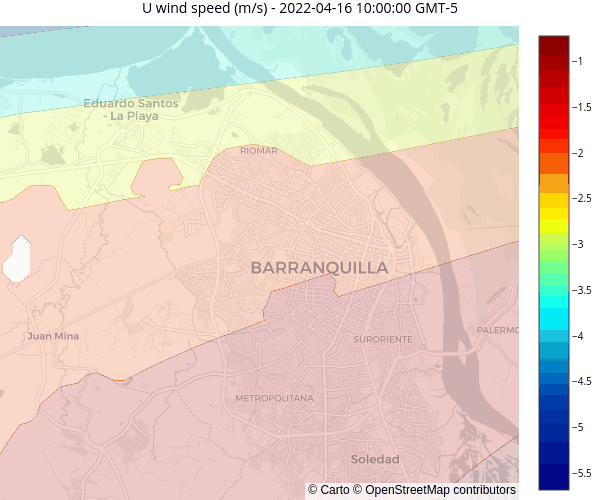 U wind speed (m/s) - 2022-04-16 10:00:00 GMT-5
Eduardo Santos
- La Playa
RIOMAR
BARRANQUILLA
Juan Mina
SURORIENTE
PALERMO
METROPOLITANA
Soledad
© Carto © OpenStreetMap contributors
−1
−1.5
−2
−2.5
−3
−3.5
−4
−4.5
−5
−5.5